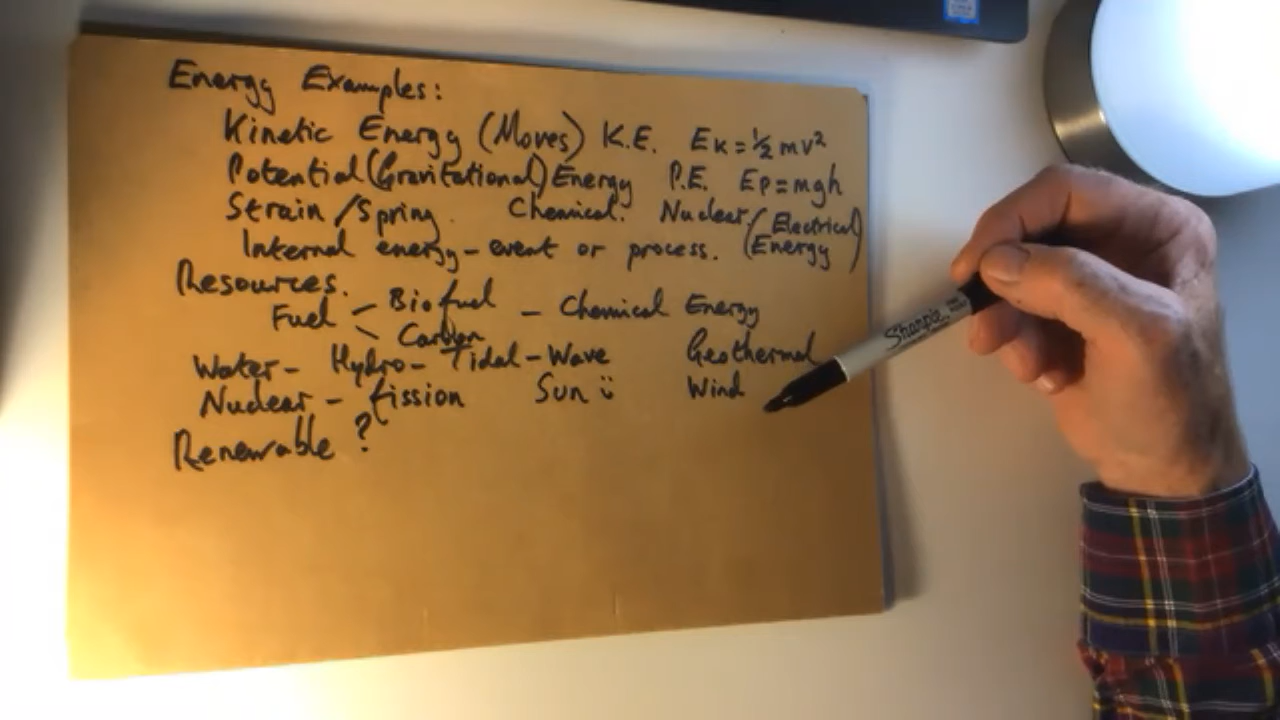 Energy Examples:
Kinetic Energy (Moves) K.E. Ek = ½ mv²
Potential (Gravitational) Energy P.E. Ep = mgh
Strain / Spring. Chemical. Nuclear. (Electrical
Internal energy - event or process. Energy)
Resources.
Fuel - Biofuel - Chemical Energy
- Carbon
Water - Hydro - Tidal - Wave Geothermal
Nuclear - fission Sun Wind
Renewable ?
Sharpie